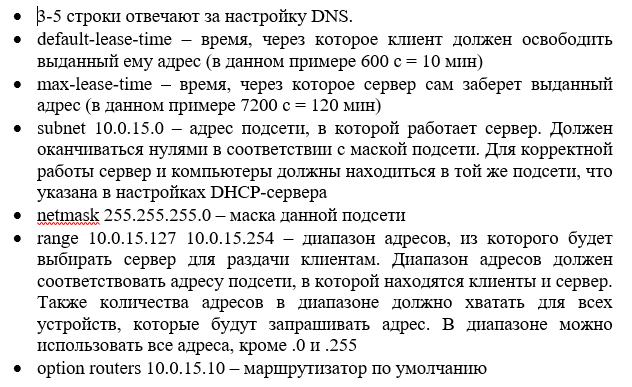 • 3-5 строки отвечают за настройку DNS.
• default-lease-time – время, через которое клиент должен освободить
выданный ему адрес (в данном примере 600 с = 10 мин)
• max-lease-time – время, через которое сервер сам заберет выданный
адрес (в данном примере 7200 с = 120 мин)
• subnet 10.0.15.0 – адрес подсети, в которой работает сервер. Должен
оканчиваться нулями в соответствии с маской подсети. Для корректной
работы сервер и компьютеры должны находиться в той же подсети, что
указана в настройках DHCP-сервера
• netmask 255.255.255.0 – маска данной подсети
• range 10.0.15.127 10.0.15.254 – диапазон адресов, из которого будет
выбирать сервер для раздачи клиентам. Диапазон адресов должен
соответствовать адресу подсети, в которой находятся клиенты и сервер.
Также количества адресов в диапазоне должно хватать для всех
устройств, которые будут запрашивать адрес. В диапазоне можно
использовать все адреса, кроме .0 и .255
• option routers 10.0.15.10 – маршрутизатор по умолчанию